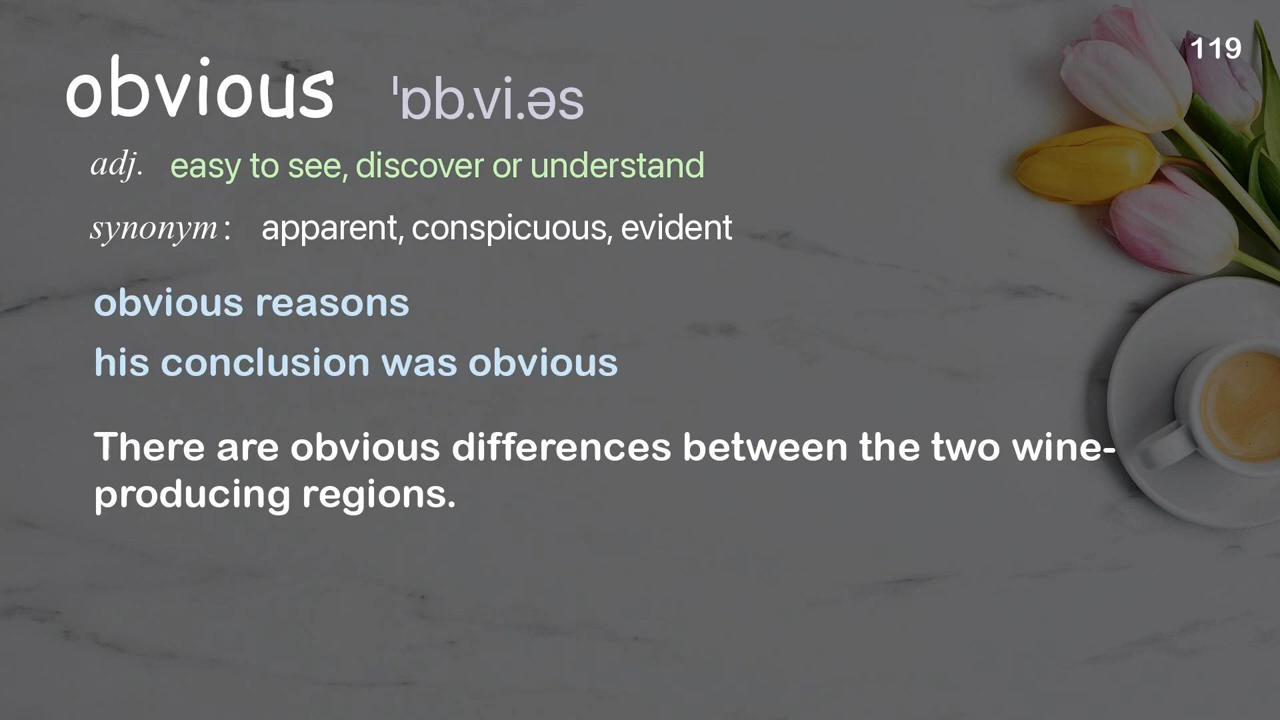 119
obvious ˈɒb.vi.əs
adj. easy to see, discover or understand
synonym: apparent, conspicuous, evident
obvious reasons
his conclusion was obvious
There are obvious differences between the two wine-
producing regions.